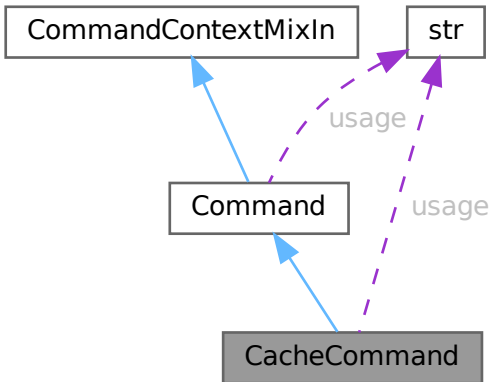 CommandContextMixIn
str
usage
Command
usage
CacheCommand